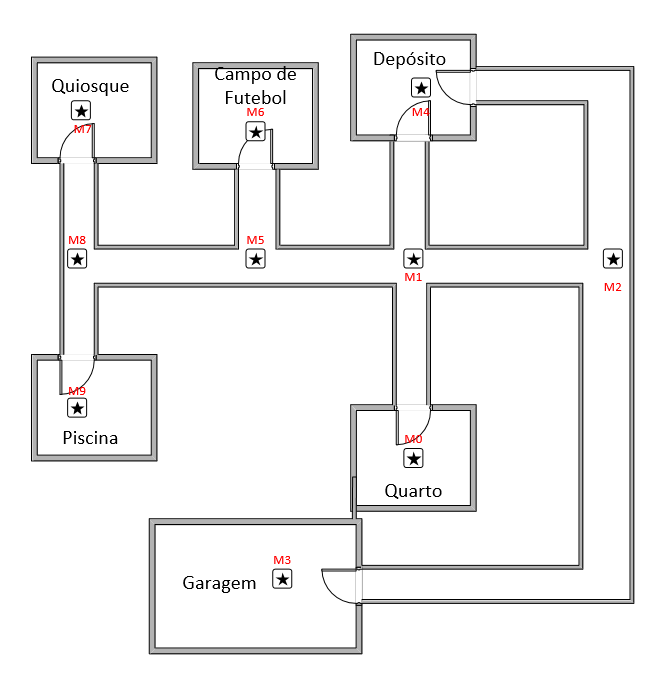 Depósito
M4
Campo de
Futebol
M6
Quiosque
M7
M8
M5
M1
M2
M9
Piscina
M0
Quarto
M3
Garagem